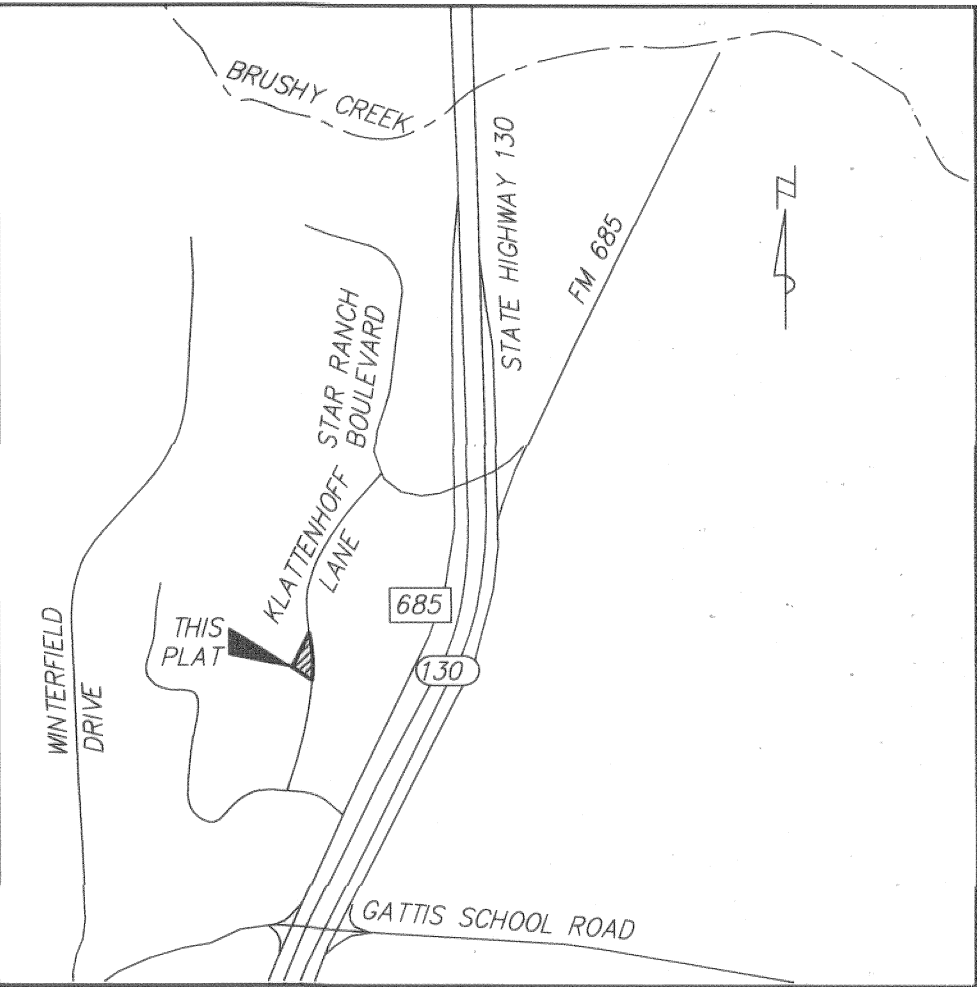 BRUSHY CREEK
STATE HIGHWAY 130
FM 685
N
STAR RANCH
BOULEVARD
KLATTENHOFF
LANE
685
THIS
PLAT
130
WINTERFIELD
DRIVE
GATTIS SCHOOL ROAD